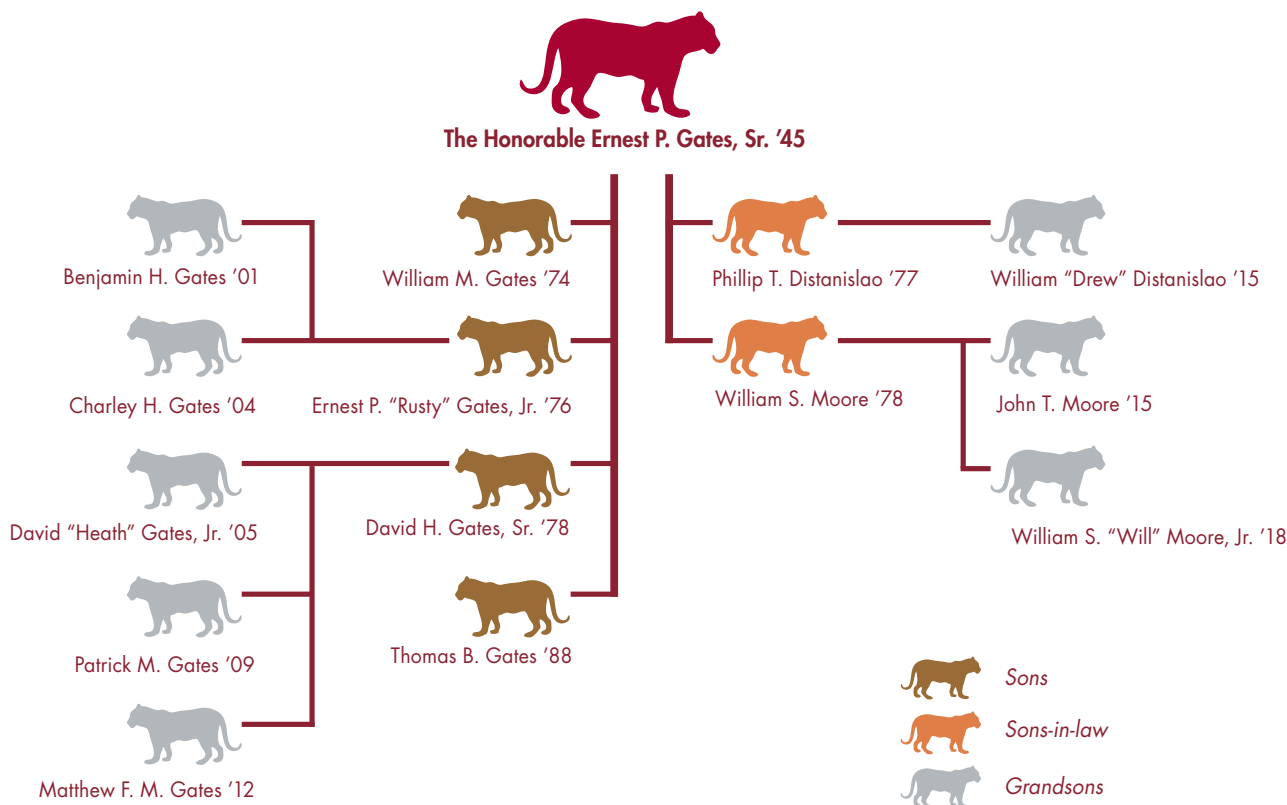 The Honorable Ernest P. Gates, Sr. '45
Benjamin H. Gates '01
William M. Gates '74
Phillip T. Distanislao '77
William “Drew” Distanislao '15
Charley H. Gates '04
Ernest P. “Rusty” Gates, Jr. '76
William S. Moore '78
John T. Moore '15
David “Heath” Gates, Jr. '05
David H. Gates, Sr. '78
William S. “Will” Moore, Jr. '18
Patrick M. Gates '09
Thomas B. Gates '88
Matthew F. M. Gates '12
Sons
Sons-in-law
Grandsons